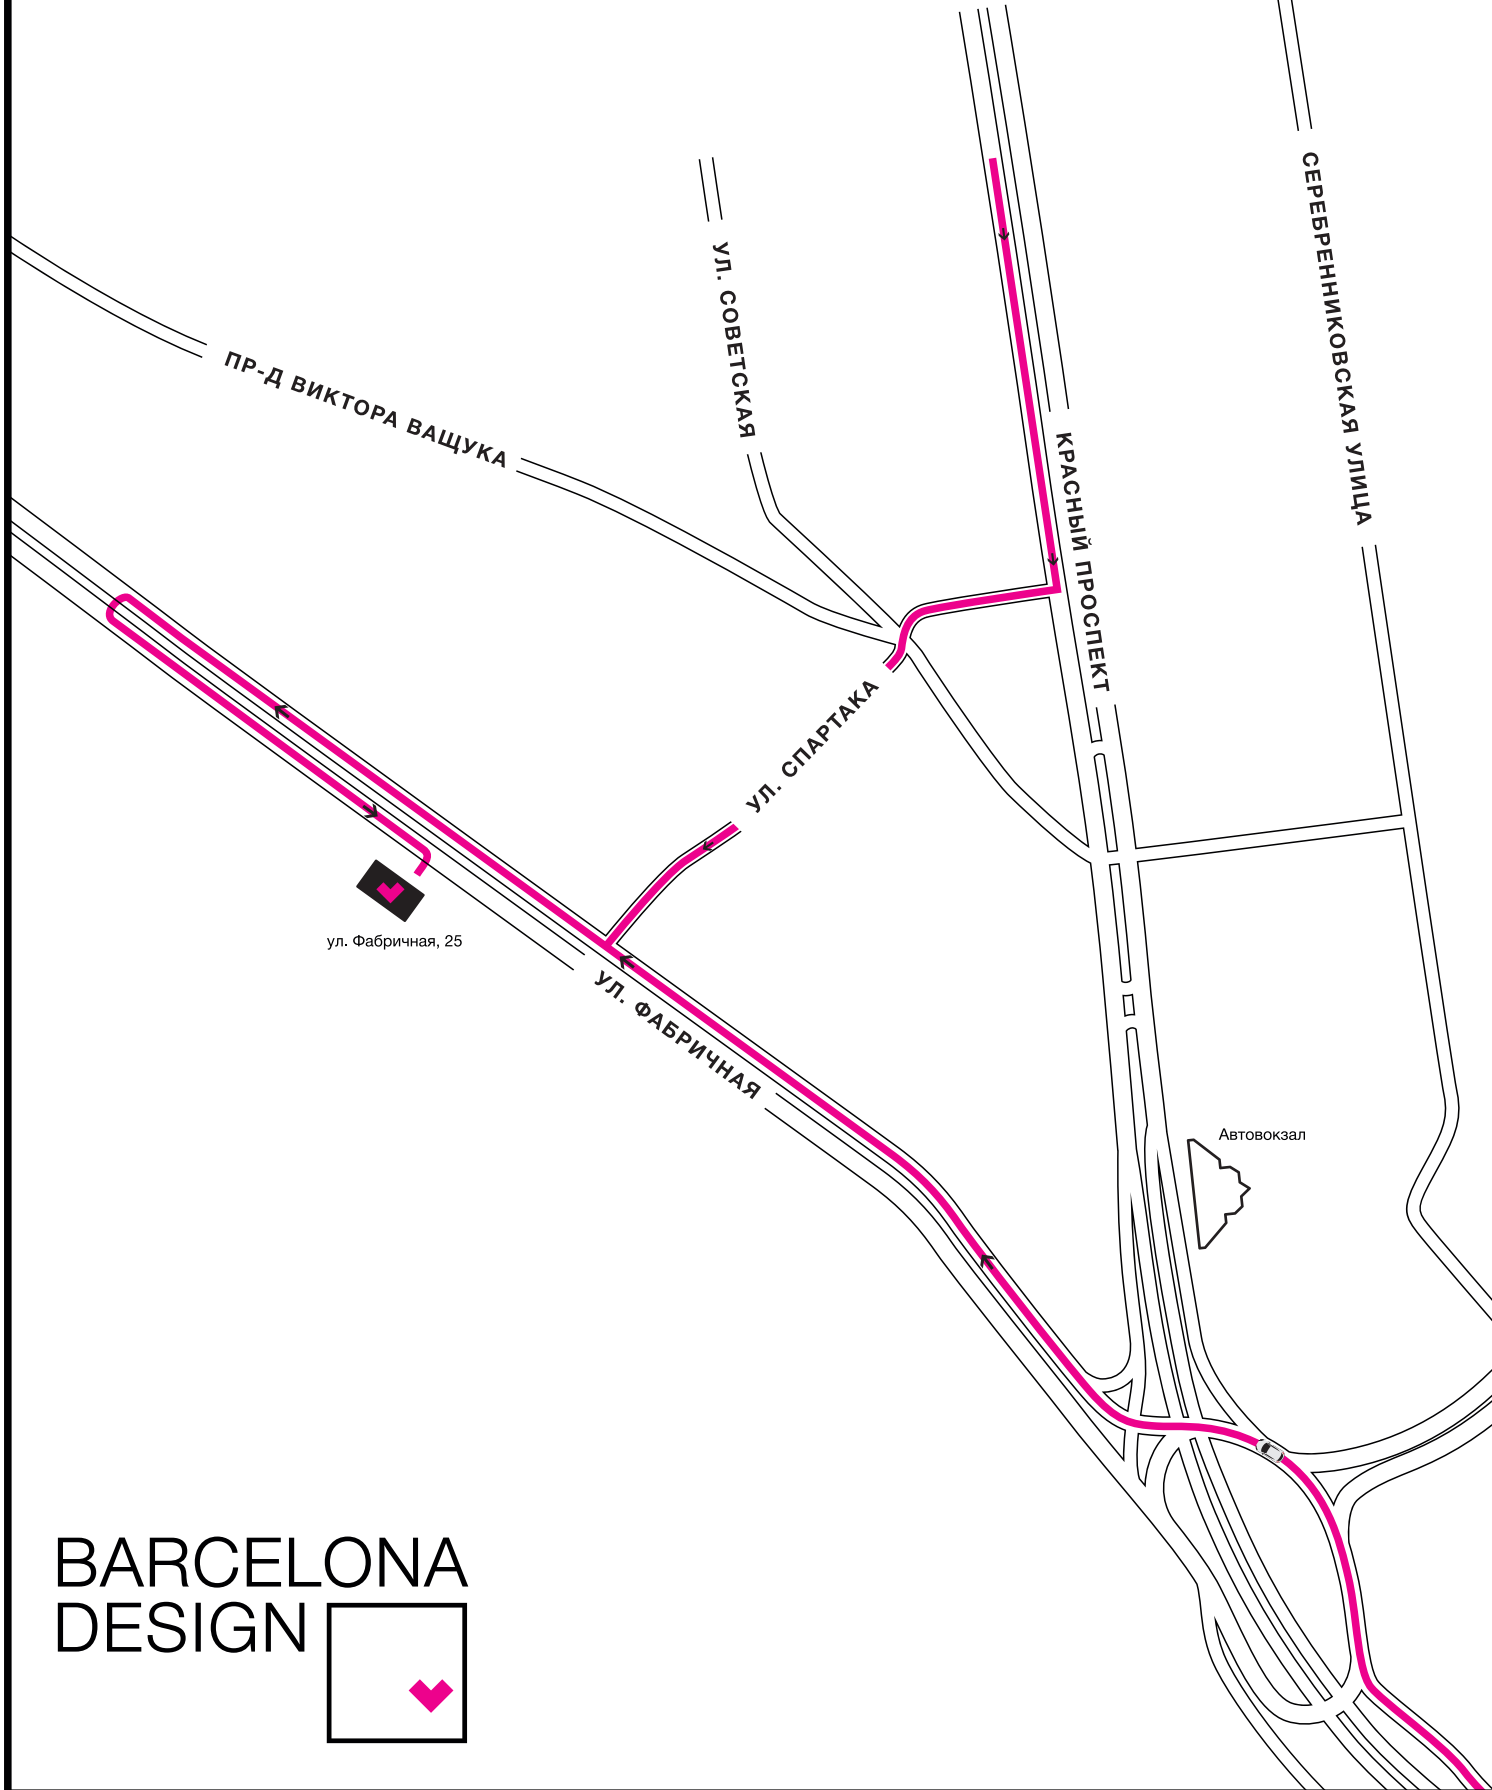 СЕРЕБРЕННИКОВСКАЯ УЛИЦА
УЛ. СОВЕТСКАЯ
ПР-Д ВИКТОРА ВАЩУКА
КРАСНЫЙ ПРОСПЕКТ
УЛ. СПАРТАКА
ул. Фабричная, 25
УЛ. ФАБРИЧНАЯ
Автовокзал
BARCELONA
DESIGN